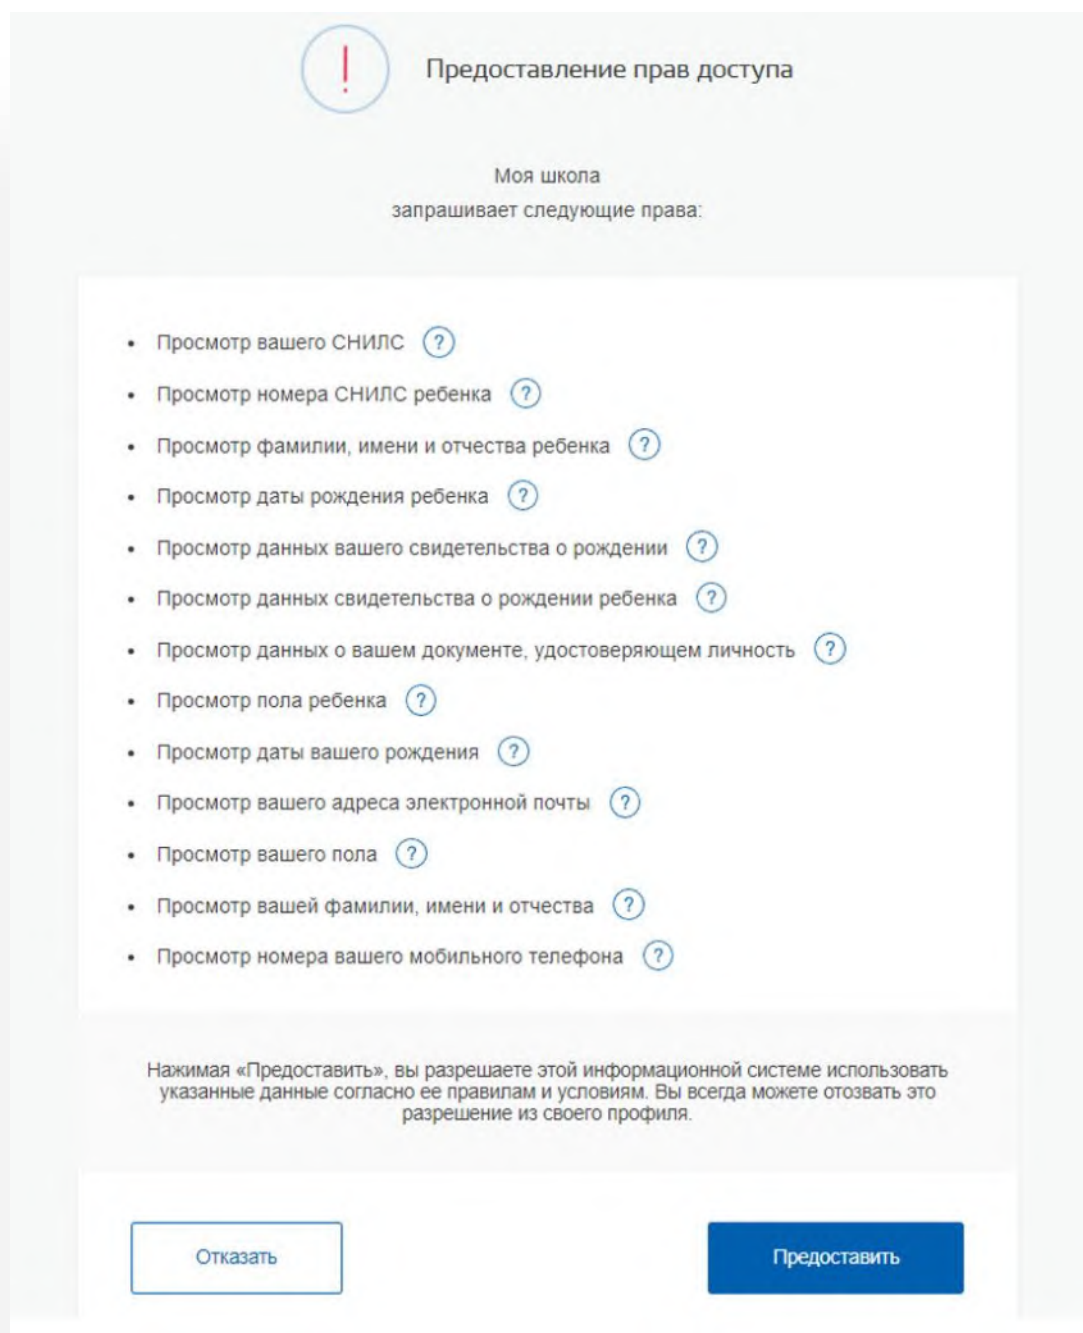 Предоставление прав доступа
Моя школа
запрашивает следующие права:
• Просмотр вашего СНИЛС ?
• Просмотр номера СНИЛС ребенка ?
• Просмотр фамилии, имени и отчества ребенка ?
• Просмотр даты рождения ребенка ?
• Просмотр данных вашего свидетельства о рождении ?
• Просмотр данных свидетельства о рождении ребенка ?
• Просмотр данных о вашем документе, удостоверяющем личность ?
• Просмотр пола ребенка ?
• Просмотр даты вашего рождения ?
• Просмотр вашего адреса электронной почты ?
• Просмотр вашего пола ?
• Просмотр вашей фамилии, имени и отчества ?
• Просмотр номера вашего мобильного телефона ?
Нажимая «Предоставить», вы разрешаете этой информационной системе использовать
указанные данные согласно ее правилам и условиям. Вы всегда можете отозвать это
разрешение из своего профиля.
Отказать
Предоставить